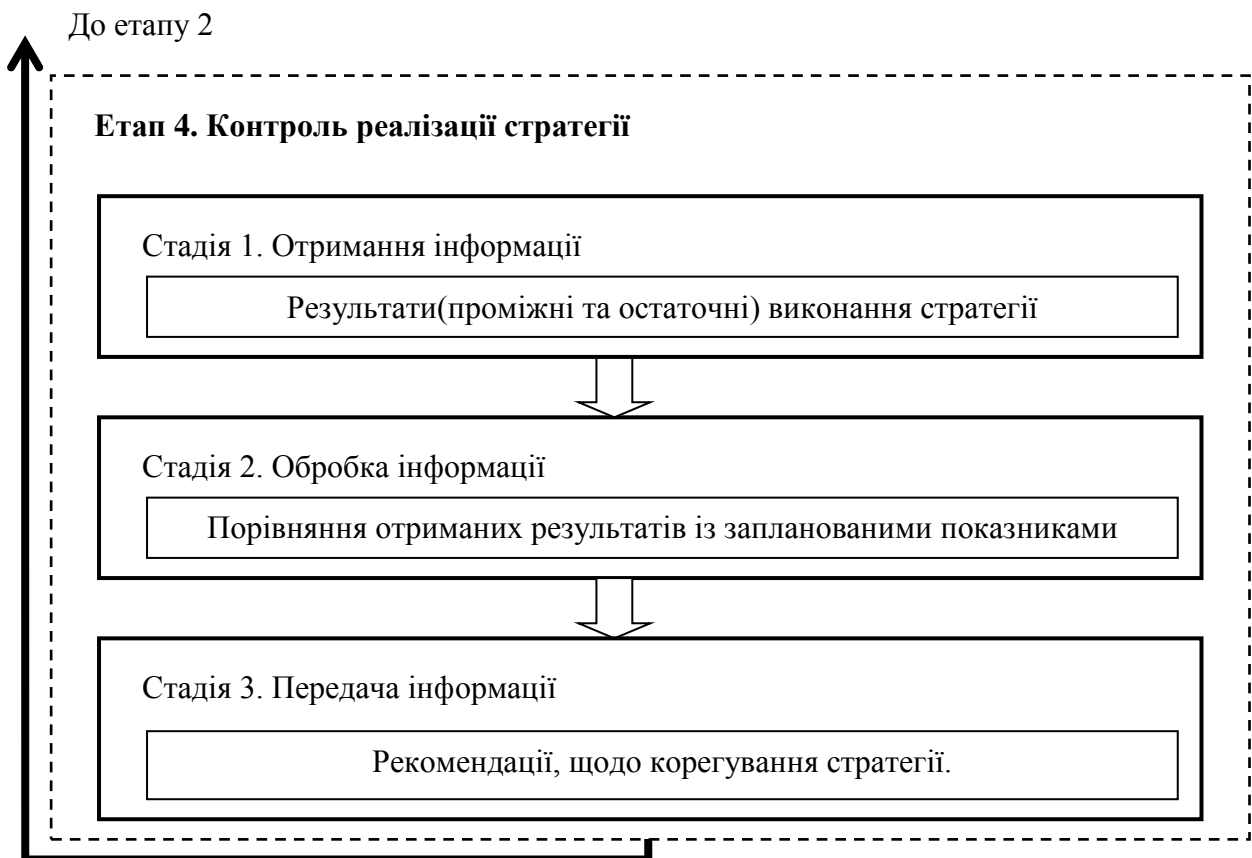 До етапу 2
Етап 4. Контроль реалізації стратегії
Стадія 1. Отримання інформації
Результати(проміжні та остаточні) виконання стратегії
Стадія 2. Обробка інформації
Порівняння отриманих результатів із запланованими показниками
Стадія 3. Передача інформації
Рекомендації, щодо корегування стратегії.